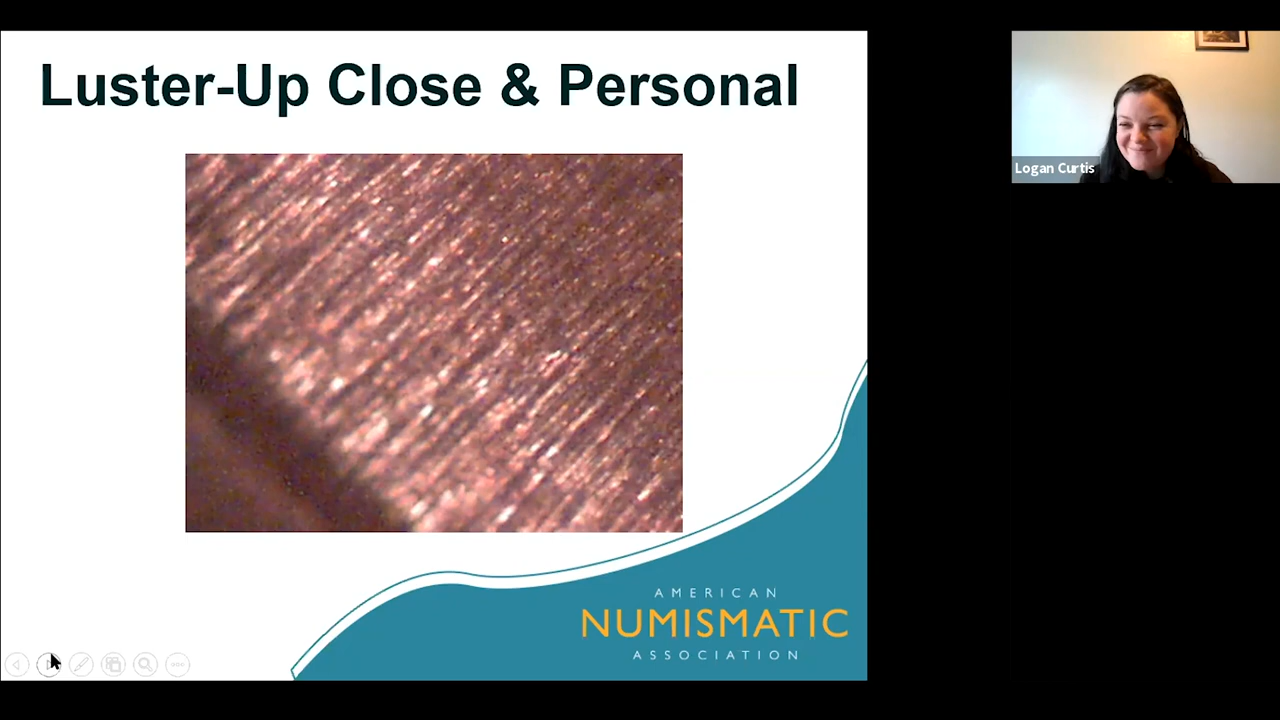 Luster-Up Close & Personal
Logan Curtis
AMERICAN
NUMISMATIC
ASSOCIATION